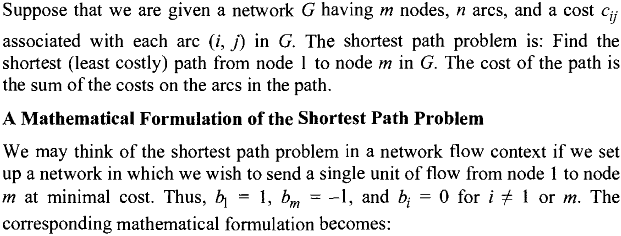 Suppose that we are given a network G having m nodes, n arcs, and a cost c_ij
associated with each arc (i, j) in G. The shortest path problem is: Find the
shortest (least costly) path from node 1 to node m in G. The cost of the path is
the sum of the costs on the arcs in the path.
A Mathematical Formulation of the Shortest Path Problem
We may think of the shortest path problem in a network flow context if we set
up a network in which we wish to send a single unit of flow from node 1 to node
m at minimal cost. Thus, b_1 = 1, b_m = −1, and b_i = 0 for i ≠ 1 or m. The
corresponding mathematical formulation becomes: